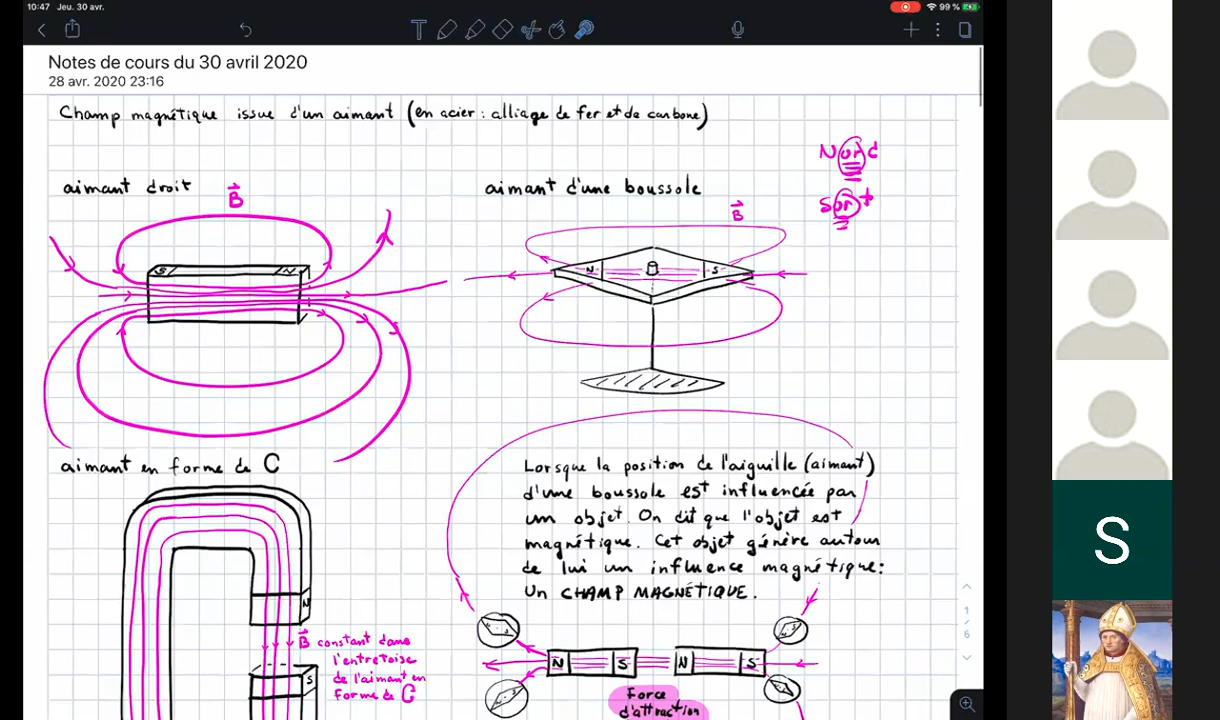 10:47 Jeu. 30 avr.
99 %
Notes de cours du 30 avril 2020
28 avr. 2020 23:16
Champ magnétique issue d'un aimant (en acier : alliage de fer et de carbone)
Nord
Sort
aimant droit
aimant d'une boussole
B
B
S N
N S
aimant en forme de C
Lorsque la position de l'aiguille (aimant)
d'une boussole est influencée par
un objet. On dit que l'objet est
magnétique. Cet objet génère autour
de lui un influence magnétique:
Un CHAMP MAGNÉTIQUE.
N
B constant dans
l'entretoise
de l'aimant en
forme de C
S
N S N S
Force
d'attraction
1
/
6
T
S